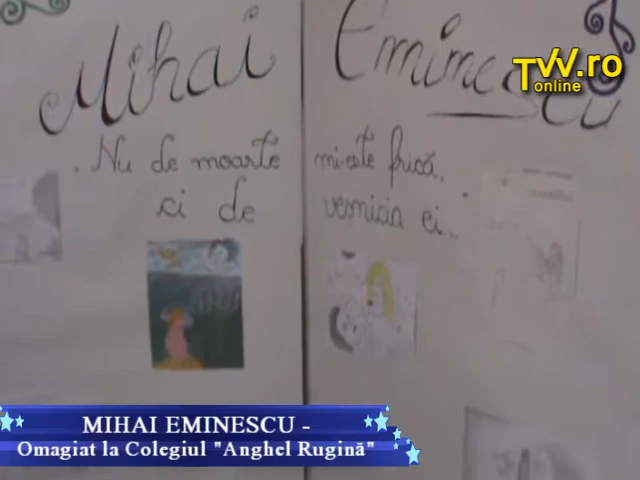 Mihai Eminescu
TVV.ro
online
. Nu de moarte mi-este frică.
ci de veșnicia ei...
MIHAI EMINESCU -
Omagiat la Colegiul "Anghel Rugină"